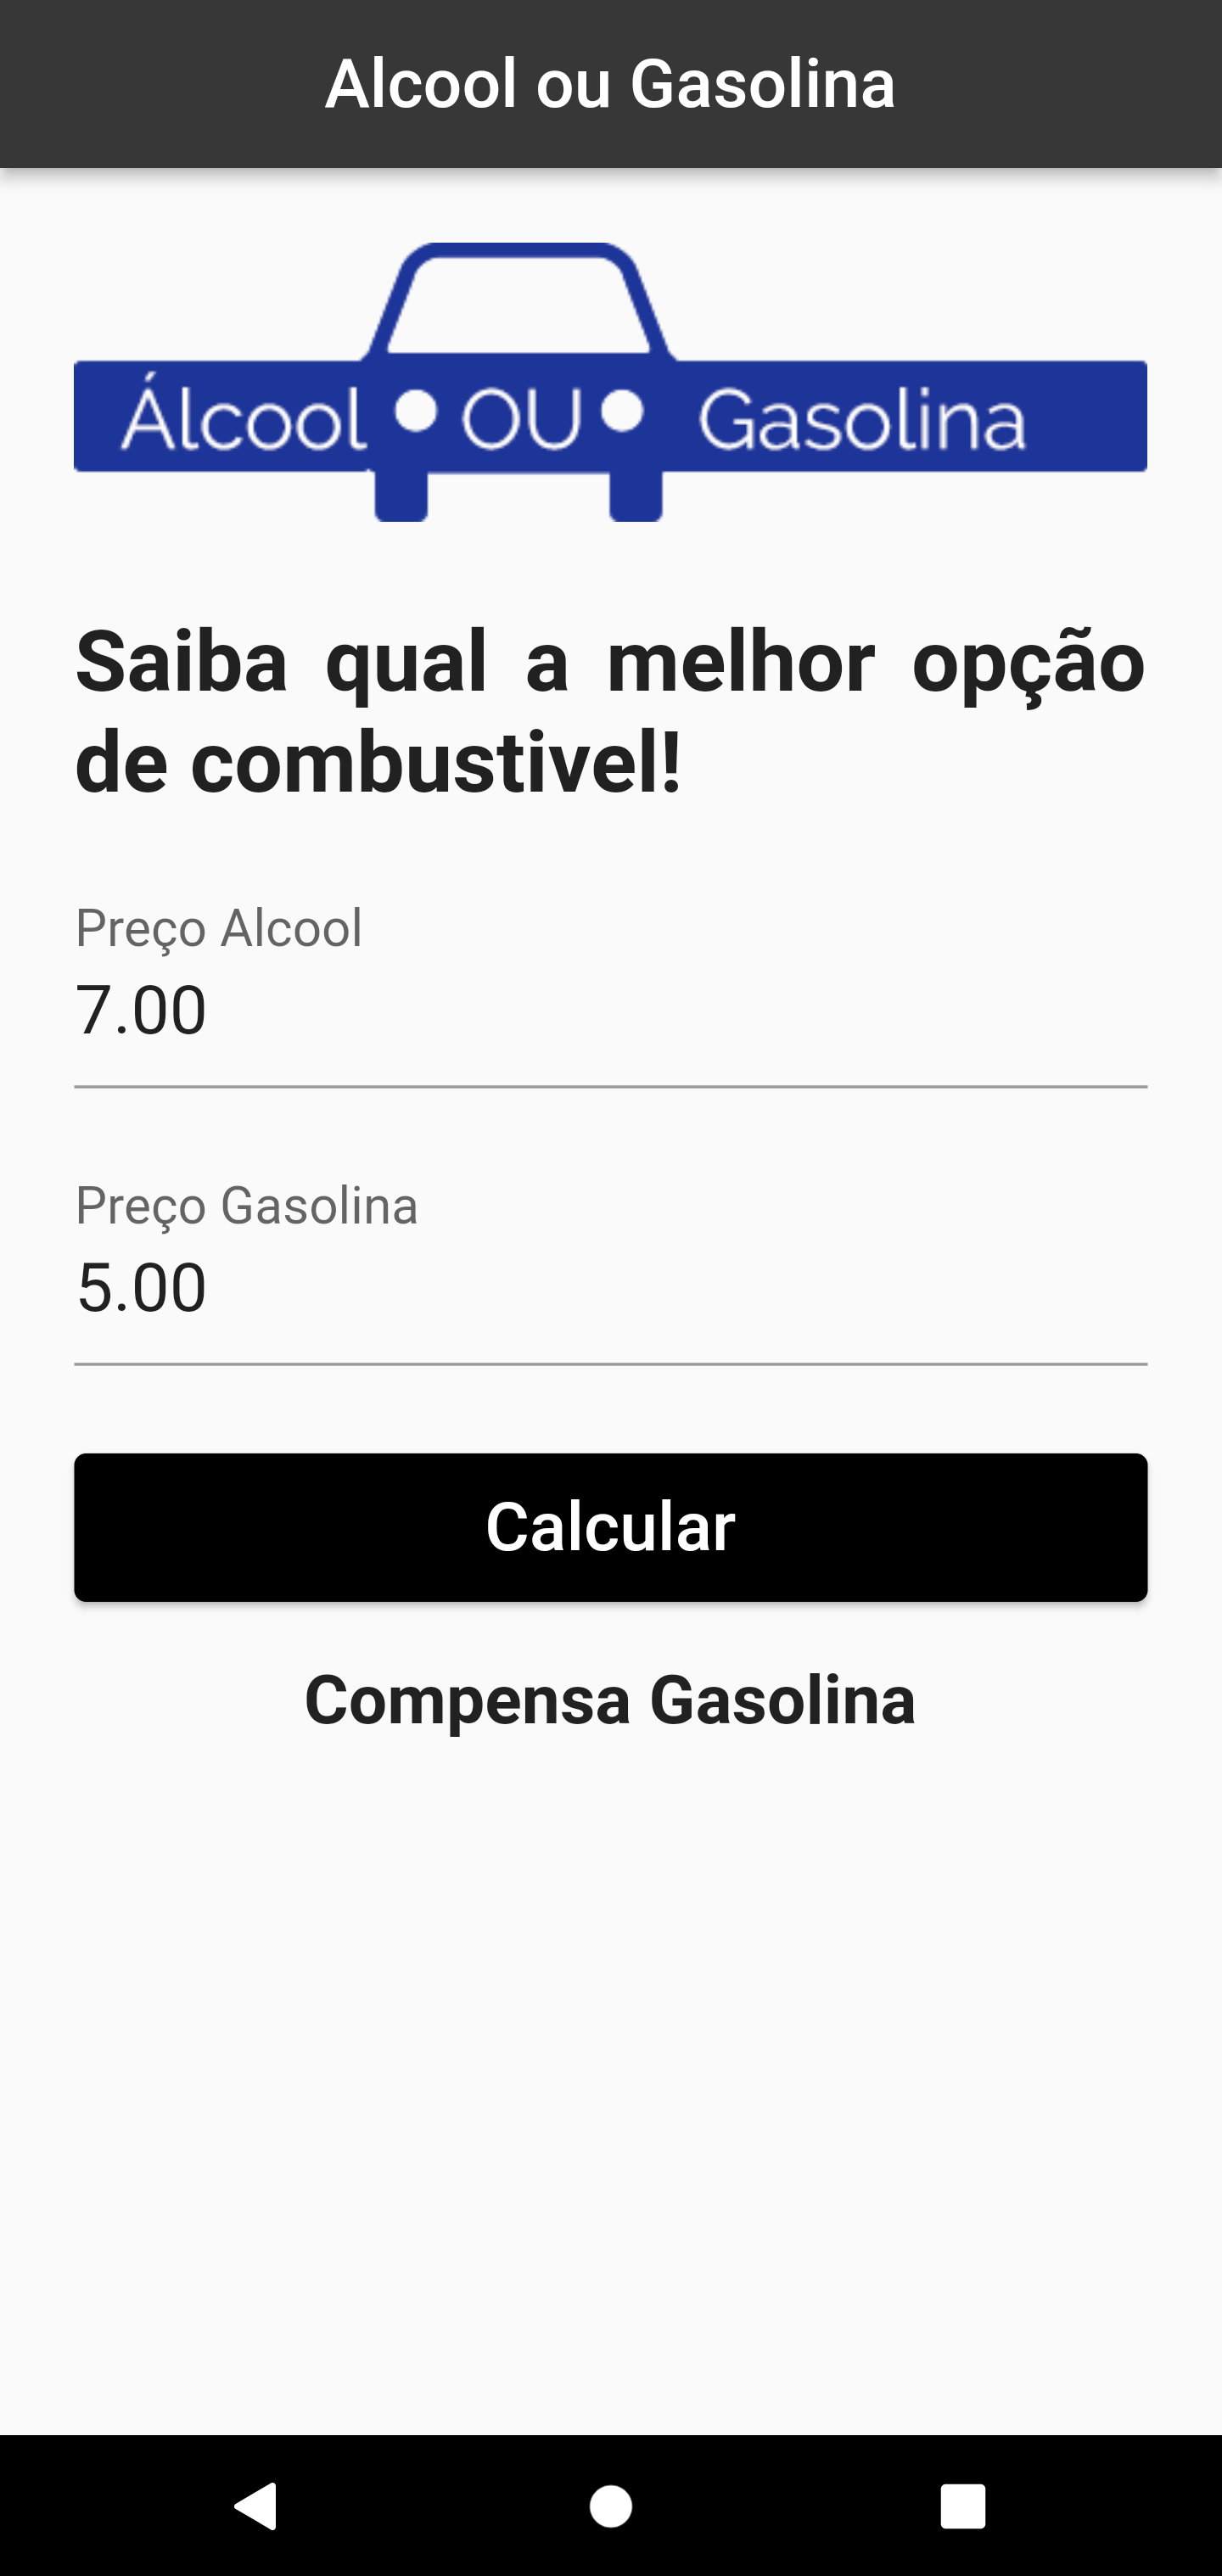 Alcool ou Gasolina
Álcool OU Gasolina
Saiba qual a melhor opção
de combustivel!
Preço Alcool
7.00
Preço Gasolina
5.00
Calcular
Compensa Gasolina